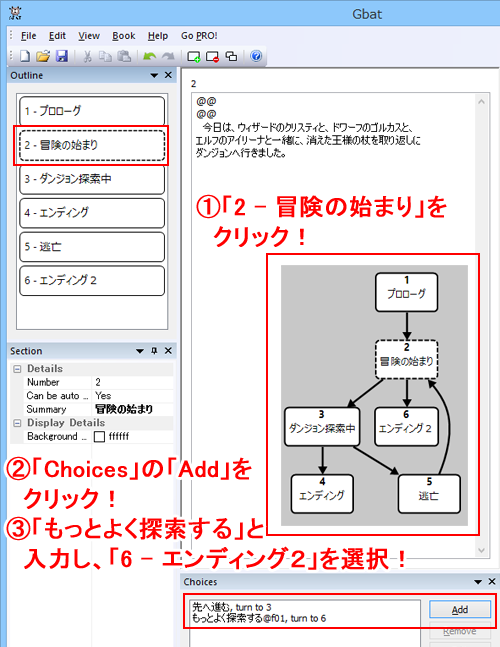 Gbat
File Edit View Book Help Go PRO!
Outline
1 - プロローグ
2 - 冒険の始まり
3 - ダンジョン探索中
4 - エンディング
5 - 逃亡
6 - エンディング２
2
@@
@@
今日は、ウィザードのクリスティと、ドワーフのゴルカスと、
エルフのアイリーナと一緒に、消えた王様の杖を取り返しに
ダンジョンへ行きました。
①「2 - 冒険の始まり」を
クリック！
1
プロローグ
2
冒険の始まり
3
ダンジョン探索中
6
エンディング２
4
エンディング
5
逃亡
Section
Details
Number 2
Can be auto ... Yes
Summary 冒険の始まり
Display Details
Background ... ffffff
②「Choices」の「Add」を
クリック！
③「もっとよく探索する」と
入力し、「6 - エンディング２」を選択！
Choices
先へ進む, turn to 3
もっとよく探索する@f01, turn to 6
Add
Remove